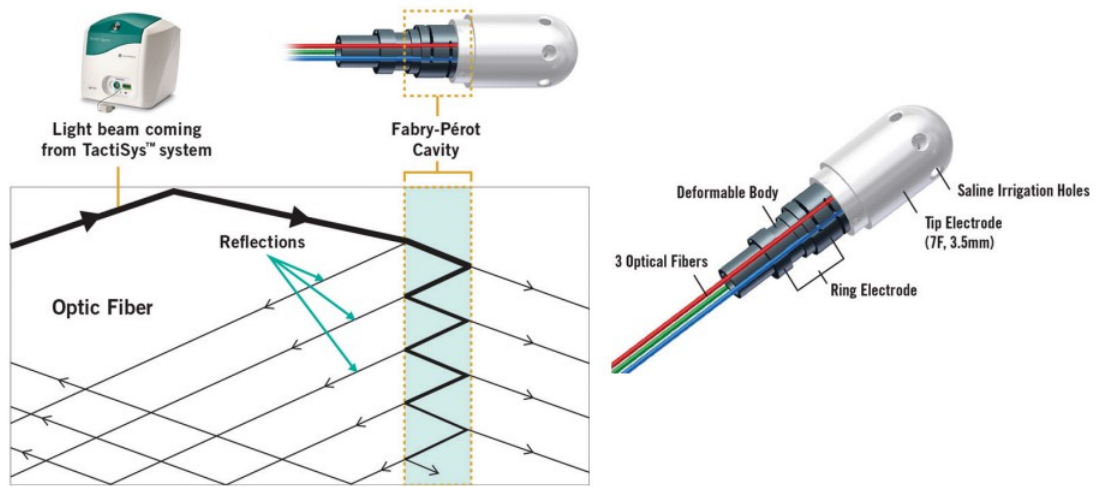 Light beam coming
from TactiSys™ system
Fabry-Pérot
Cavity
Reflections
Optic Fiber
Deformable Body
Saline Irrigation Holes
Tip Electrode
(7F, 3.5mm)
3 Optical Fibers
Ring Electrode